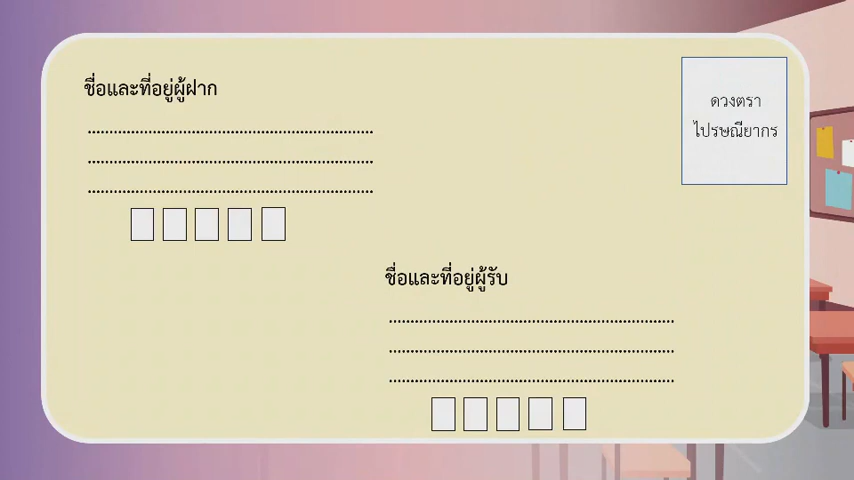 ชื่อและที่อยู่ผู้ฝาก
ดวงตรา
ไปรษณียากร
ชื่อและที่อยู่ผู้รับ